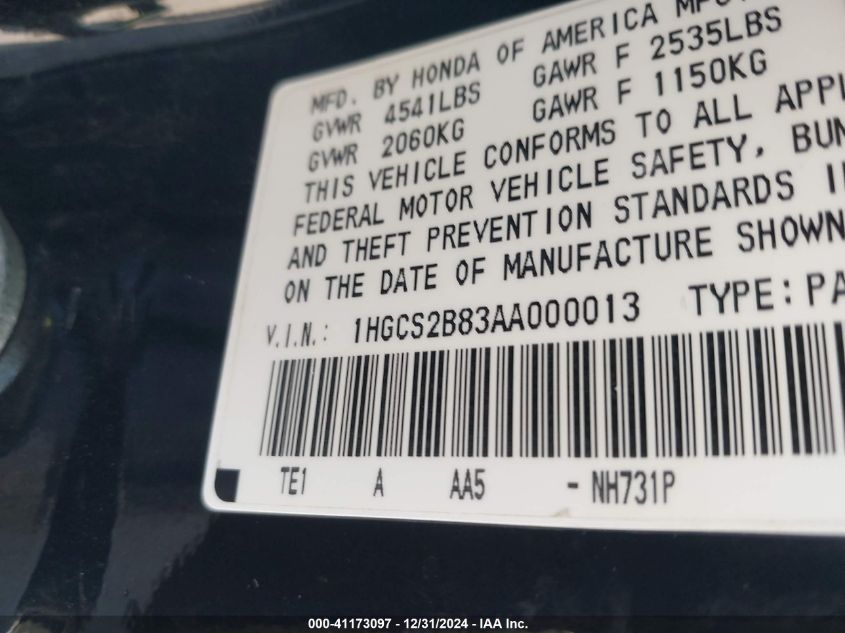 MFD. BY HONDA OF AMERICA
GVWR 4541LBS GAWR F 2535LBS
GVWR 2060KG GAWR F 1150KG
THIS VEHICLE CONFORMS TO ALL
FEDERAL MOTOR VEHICLE SAFETY,
AND THEFT PREVENTION STANDARDS
ON THE DATE OF MANUFACTURE SHOWN
V.I.N.: 1HGCS2B83AA000013 TYPE:
TE1 A AA5 - NH731P
000-41173097 - 12/31/2024 - IAA Inc.